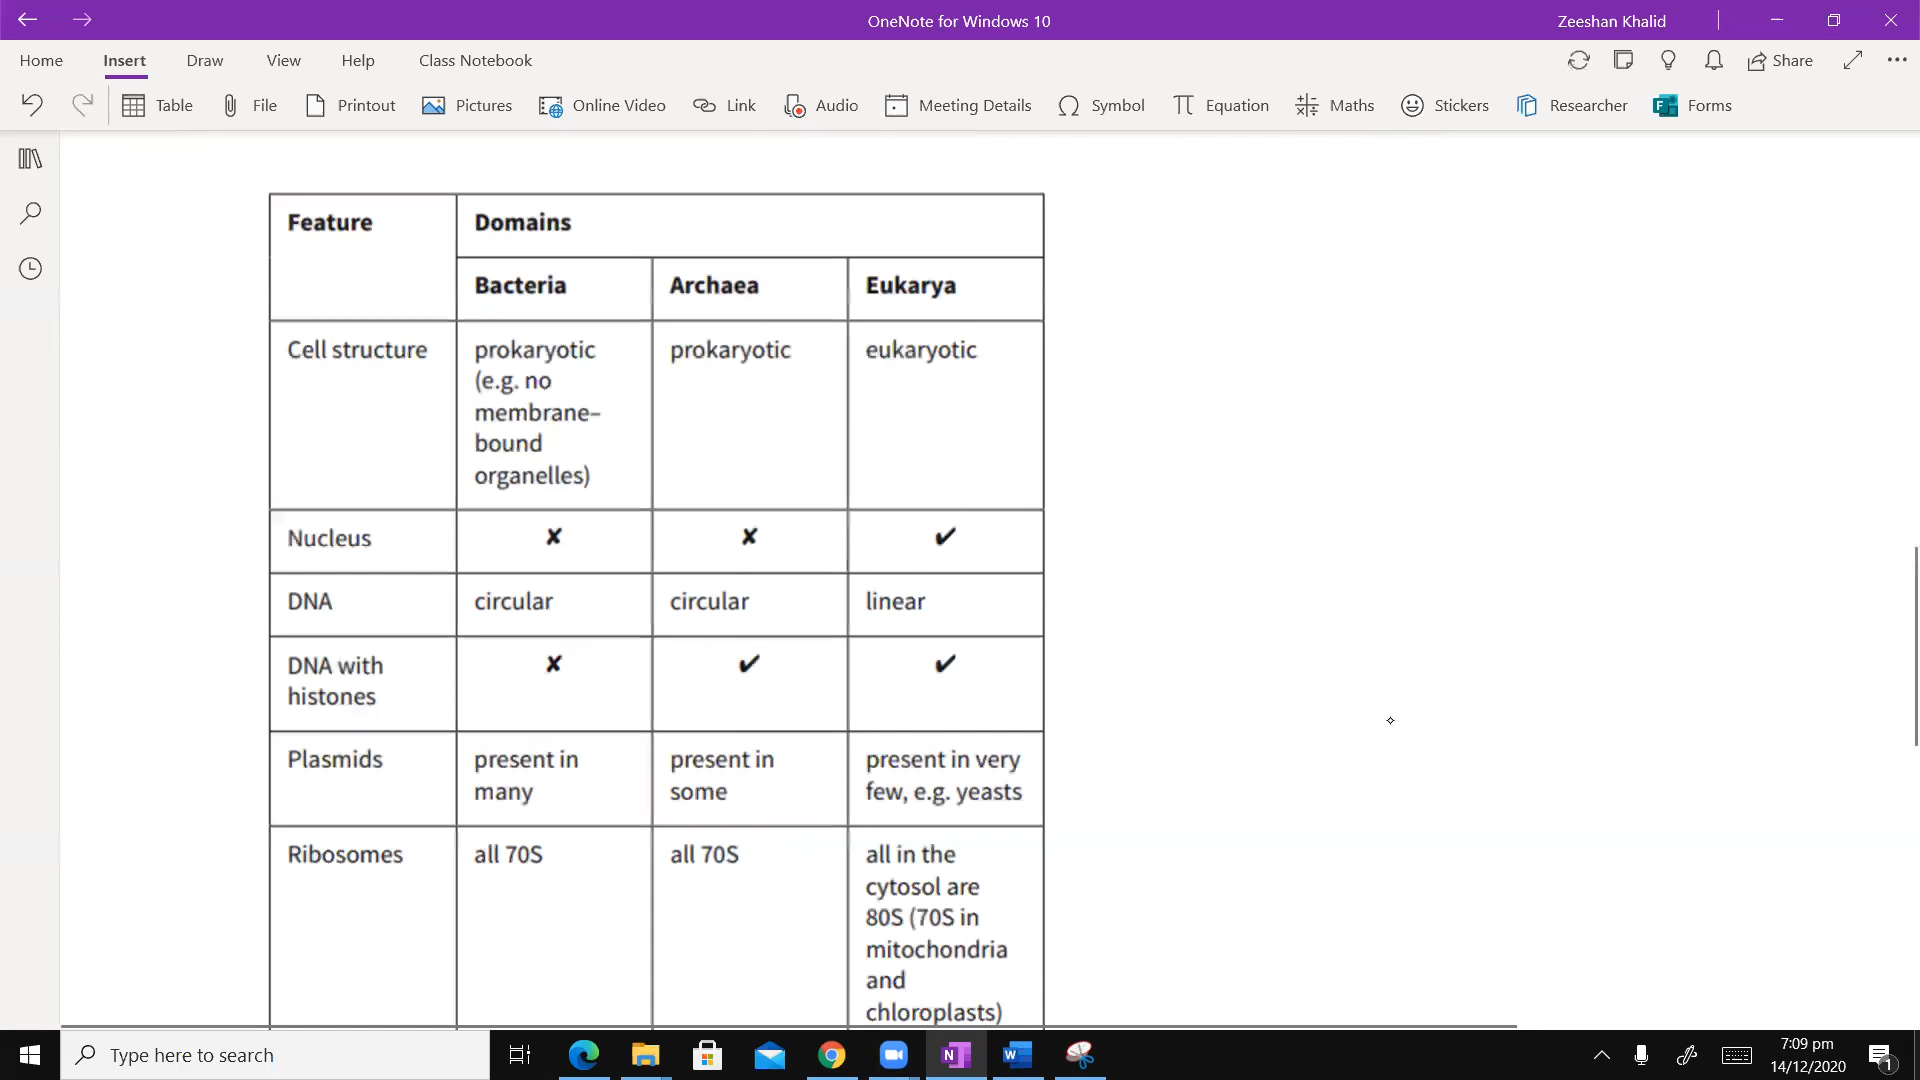 OneNote for Windows 10
Zeeshan Khalid
Home Insert Draw View Help Class Notebook
Share
Table File Printout Pictures Online Video Link Audio Meeting Details Symbol Equation Maths Stickers Researcher Forms
Feature Domains
Bacteria Archaea Eukarya
Cell structure prokaryotic prokaryotic eukaryotic
(e.g. no
membrane–
bound
organelles)
Nucleus ✘ ✘ ✔
DNA circular circular linear
DNA with ✘ ✔ ✔
histones
Plasmids present in present in present in very
many some few, e.g. yeasts
Ribosomes all 70S all 70S all in the
cytosol are
80S (70S in
mitochondria
and
chloroplasts)
Type here to search
7:09 pm
14/12/2020
1